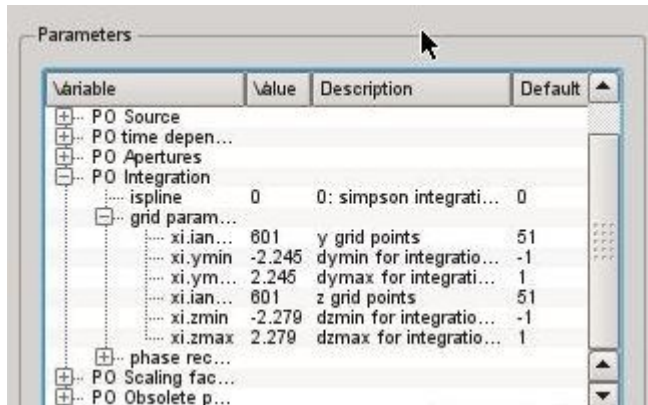 Parameters
Variable Value Description Default
PO Source
PO time depen...
PO Apertures
PO Integration
ispline 0 0: simpson integrati... 0
grid param...
xi.ian... 601 y grid points 51
xi.ymin -2.245 dymin for integratio... -1
xi.ym... 2.245 dymax for integrati... 1
xi.ian... 601 z grid points 51
xi.zmin -2.279 dzmin for integratio... -1
xi.zmax 2.279 dzmax for integratio... 1
phase rec...
PO Scaling fac...
PO Obsolete p...